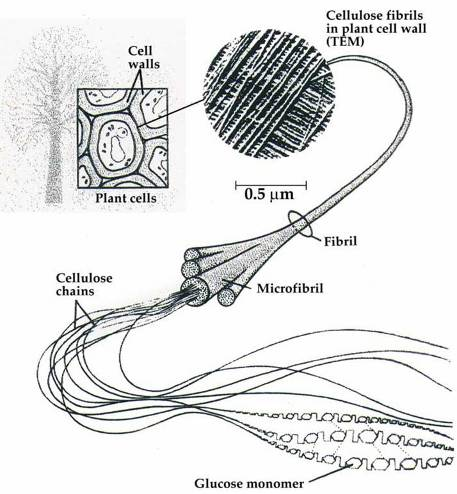 Cellulose fibrils
in plant cell wall
(TEM)
Cell
walls
Plant cells
0.5 μm
Fibril
Microfibril
Cellulose
chains
Glucose monomer